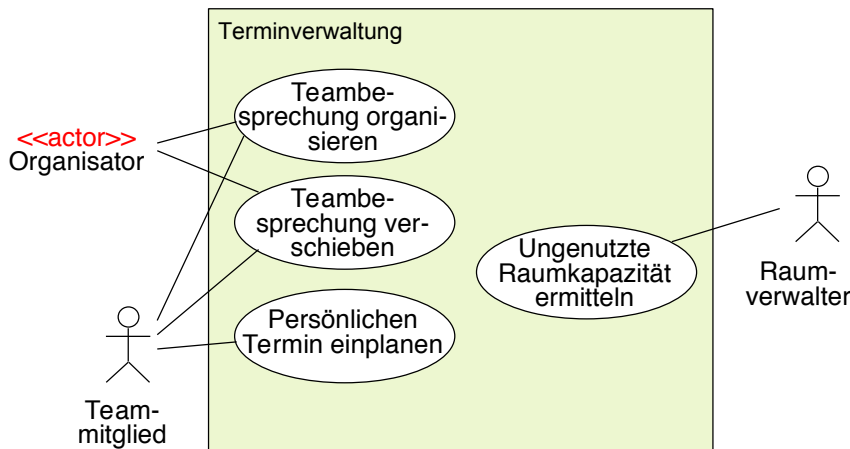 Terminverwaltung
Teambe-
sprechung organi-
sieren
<<actor>>
Organisator
Teambe-
sprechung ver-
schieben
Ungenutzte
Raumkapazität
ermitteln
Raum-
verwalter
Persönlichen
Termin einplanen
Team-
mitglied